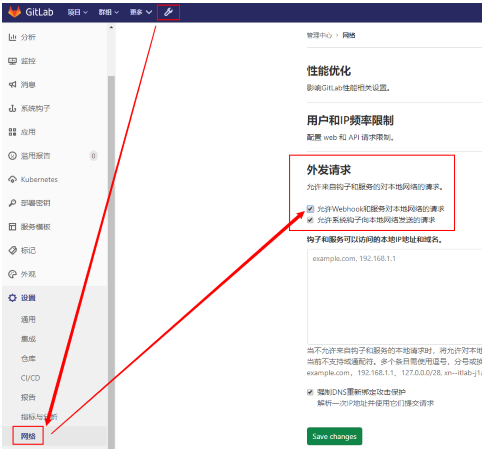 GitLab 项目 群组 更多
分析
监控
消息
系统钩子
应用
滥用报告 0
Kubernetes
部署密钥
服务模板
标记
外观
设置
通用
集成
仓库
CI/CD
报告
指标与分析
网络
管理中心 › 网络
性能优化
影响GitLab性能相关设置。
用户和IP频率限制
配置 web 和 API 请求限制。
外发请求
允许来自钩子和服务的对本地网络的请求。
允许Webhook和服务对本地网络的请求
允许系统钩子向本地网络发送的请求
钩子和服务可以访问的本地IP地址和域名。
example.com, 192.168.1.1
当不允许来自钩子和服务的本地请求时，将允许对本地
当前不支持域通配符。多个条目需使用逗号，分号或换
example.com, 192.168.1.1, 127.0.0.0/28, xn--itlab-j1a
强制DNS重新绑定攻击保护
解析一次IP地址并使用它们提交请求
Save changes